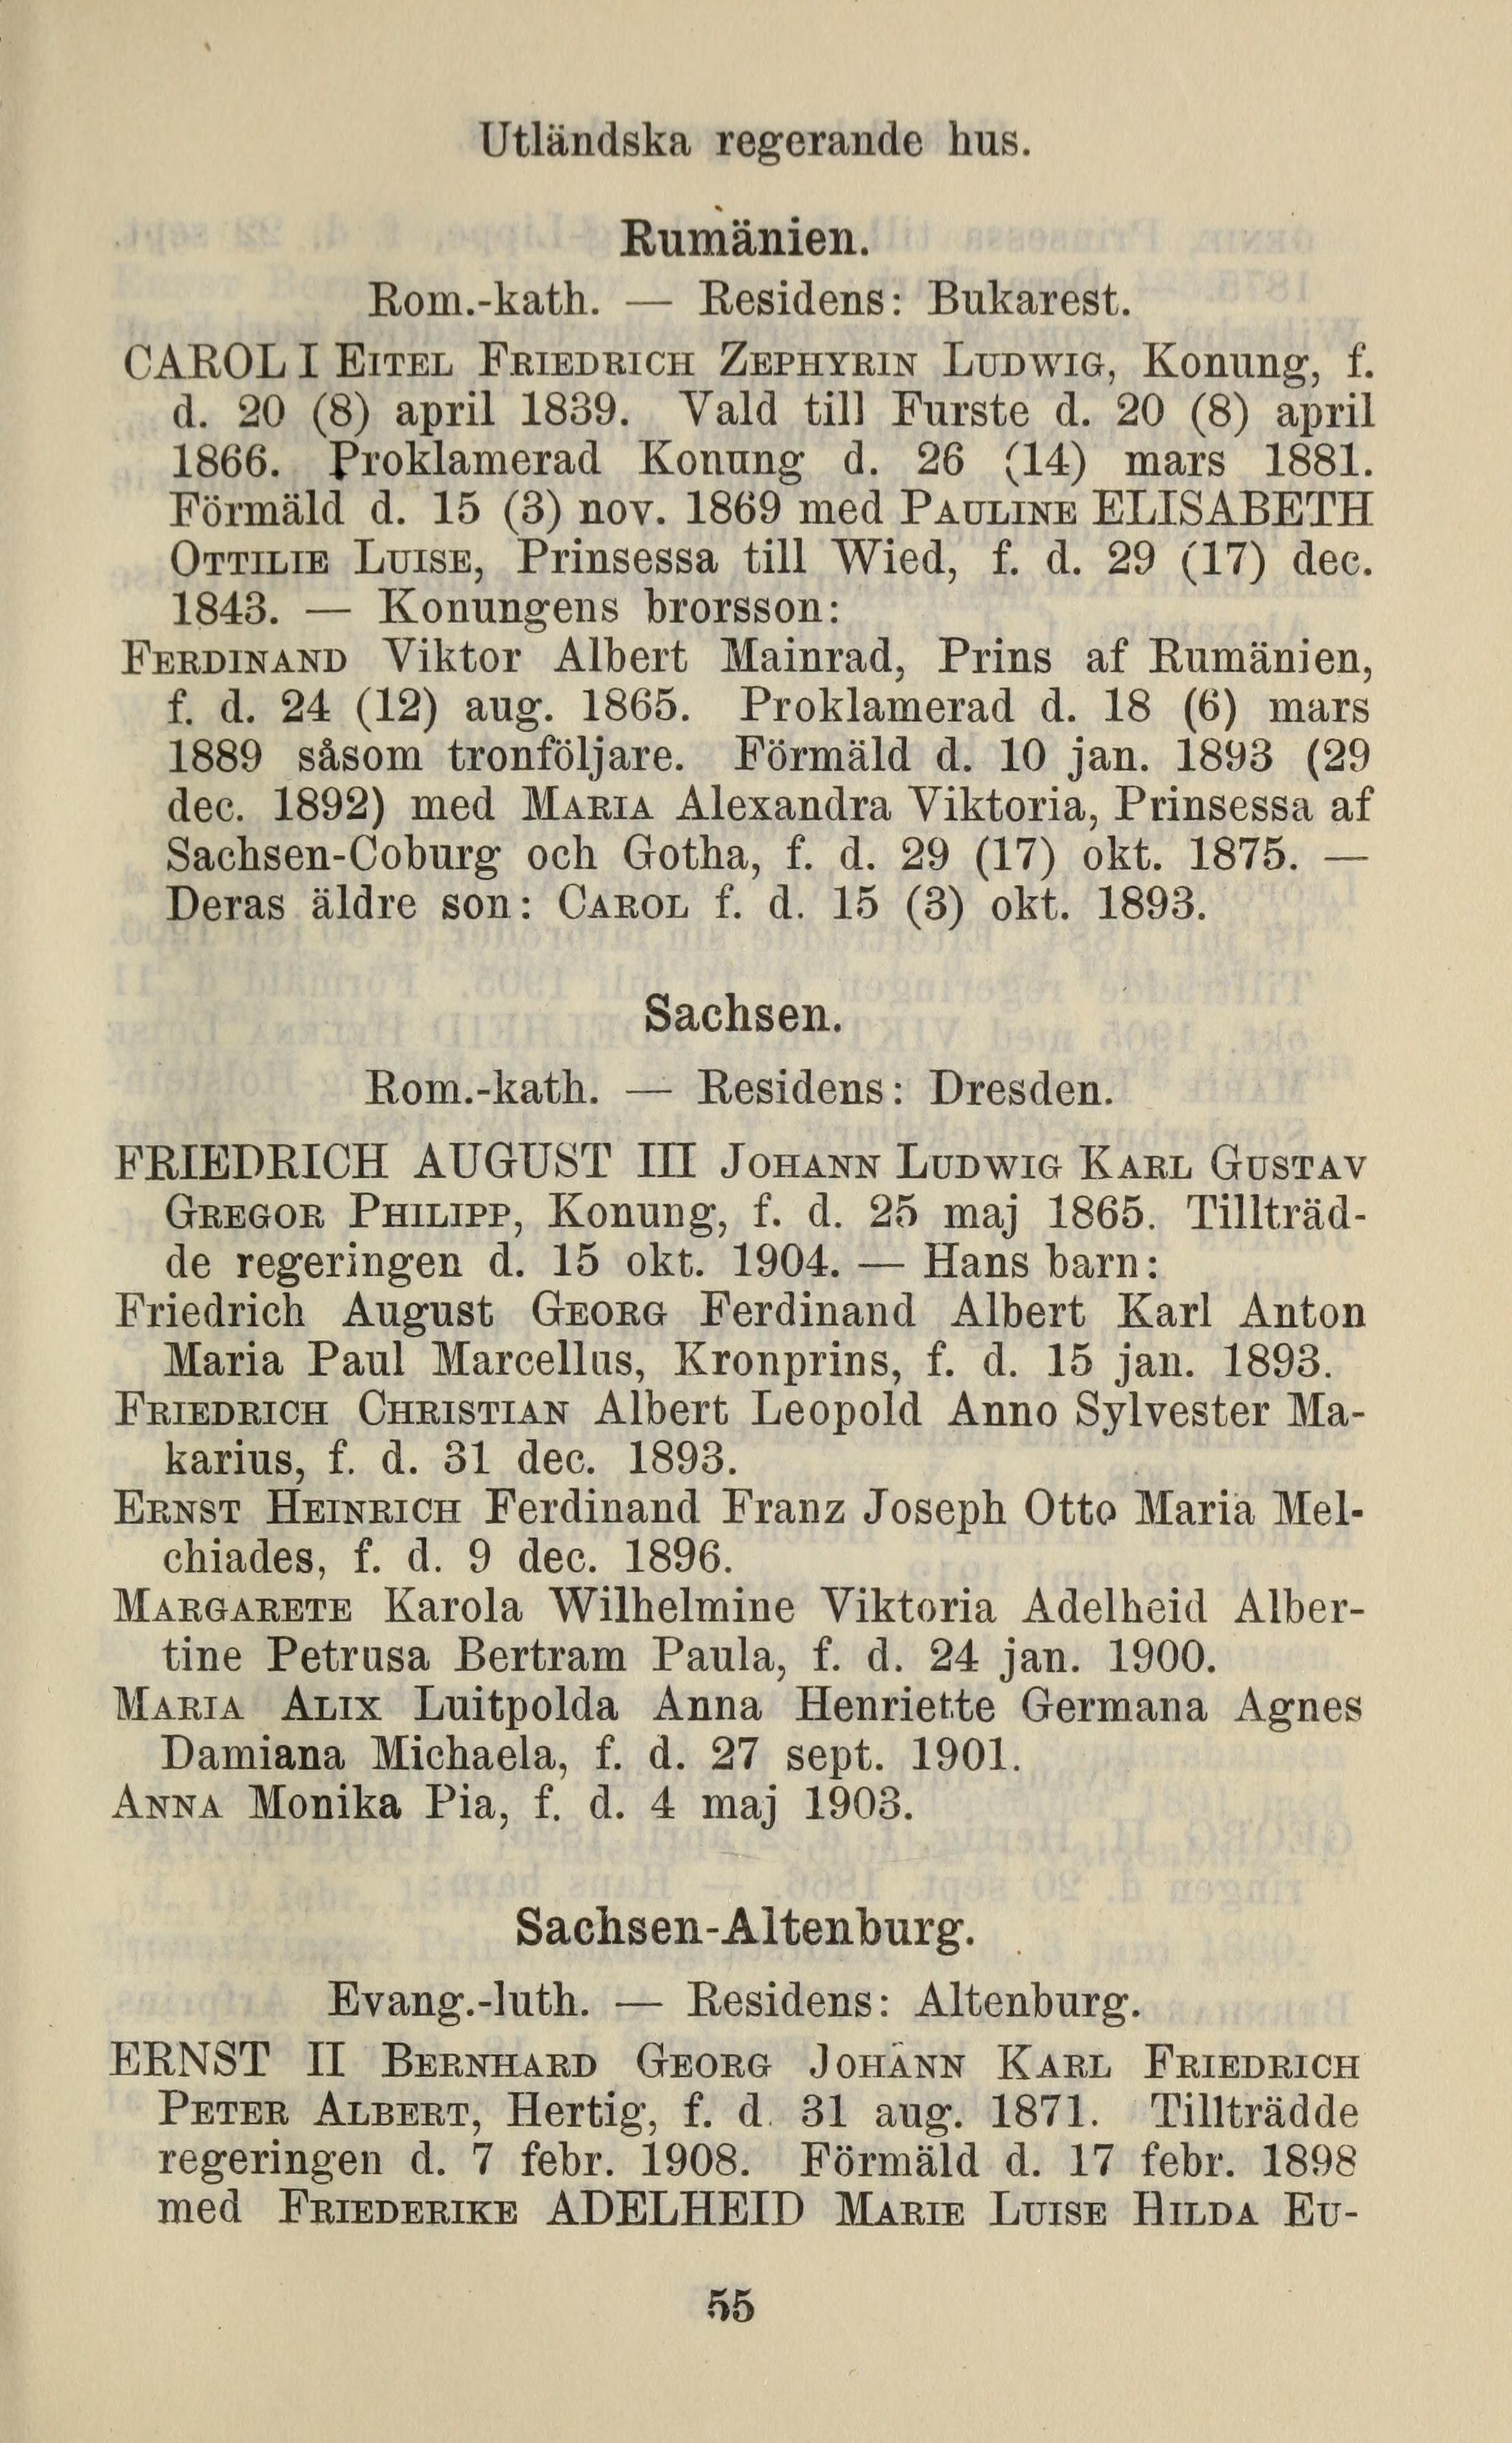 Utländska regerande hus.
Rumänien.
Rom.-kath. — Residens: Bukarest.
CAROL I EITEL FRIEDRICH ZEPHYRIN LUDWIG, Konung, f.
d. 20 (8) april 1839. Vald till Furste d. 20 (8) april
1866. Proklamerad Konung d. 26 (14) mars 1881.
Förmäld d. 15 (3) nov. 1869 med PAULINE ELISABETH
OTTILIE LUISE, Prinsessa till Wied, f. d. 29 (17) dec.
1843. — Konungens brorsson:
FERDINAND Viktor Albert Mainrad, Prins af Rumänien,
f. d. 24 (12) aug. 1865. Proklamerad d. 18 (6) mars
1889 såsom tronföljare. Förmäld d. 10 jan. 1893 (29
dec. 1892) med MARIA Alexandra Viktoria, Prinsessa af
Sachsen-Coburg och Gotha, f. d. 29 (17) okt. 1875. —
Deras äldre son: CAROL f. d. 15 (3) okt. 1893.
Sachsen.
Rom.-kath. — Residens: Dresden.
FRIEDRICH AUGUST III JOHANN LUDWIG KARL GUSTAV
GREGOR PHILIPP, Konung, f. d. 25 maj 1865. Tillträd-
de regeringen d. 15 okt. 1904. — Hans barn:
Friedrich August GEORG Ferdinand Albert Karl Anton
Maria Paul Marcellus, Kronprins, f. d. 15 jan. 1893.
FRIEDRICH CHRISTIAN Albert Leopold Anno Sylvester Ma-
karius, f. d. 31 dec. 1893.
ERNST HEINRICH Ferdinand Franz Joseph Otto Maria Mel-
chiades, f. d. 9 dec. 1896.
MARGARETE Karola Wilhelmine Viktoria Adelheid Alber-
tine Petrusa Bertram Paula, f. d. 24 jan. 1900.
MARIA ALIX Luitpolda Anna Henriette Germana Agnes
Damiana Michaela, f. d. 27 sept. 1901.
ANNA Monika Pia, f. d. 4 maj 1903.
Sachsen-Altenburg.
Evang.-luth. — Residens: Altenburg.
ERNST II BERNHARD GEORG JOHANN KARL FRIEDRICH
PETER ALBERT, Hertig, f. d. 31 aug. 1871. Tillträdde
regeringen d. 7 febr. 1908. Förmäld d. 17 febr. 1898
med FRIEDERIKE ADELHEID MARIE LUISE HILDA EU-
55